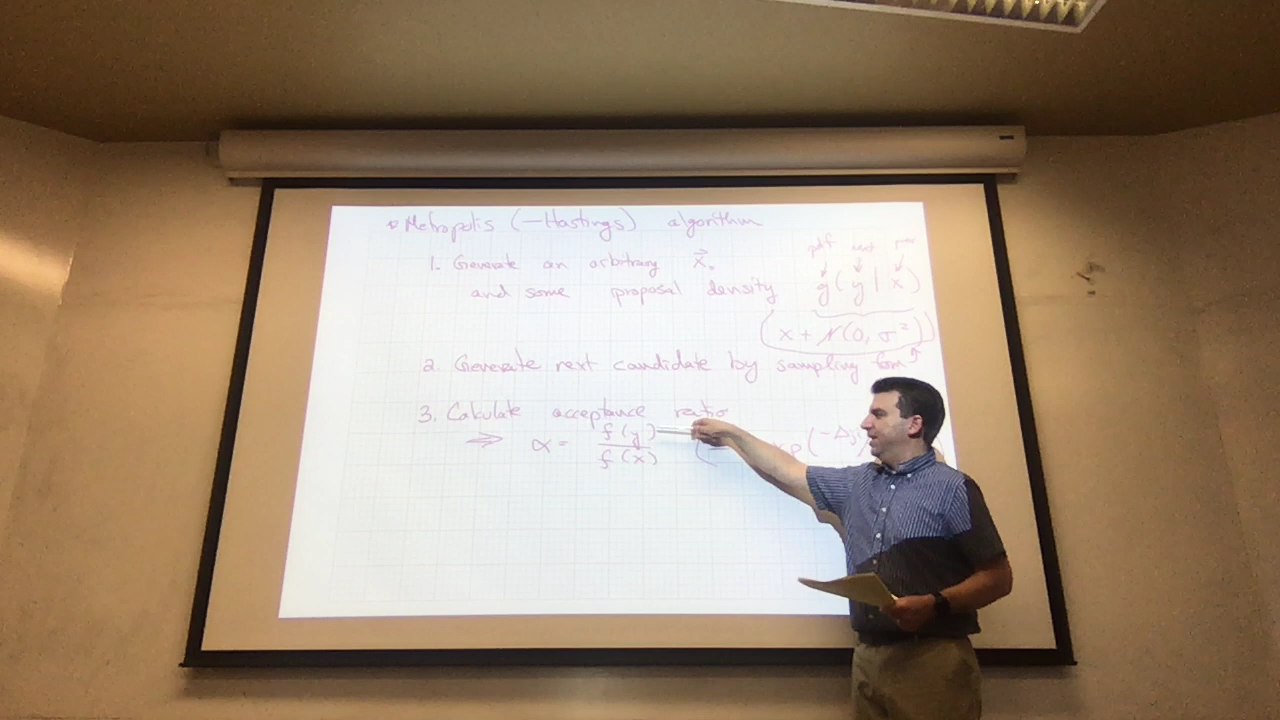 Metropolis (-Hastings) algorithm
1. Generate an arbitrary x⃗₀
pdf next prev
and some proposal density g(y|x)
(x + N(0, σ²))
2. Generate next candidate by sampling from
3. Calculate acceptance ratio
⇒ α = f(y)/f(x)